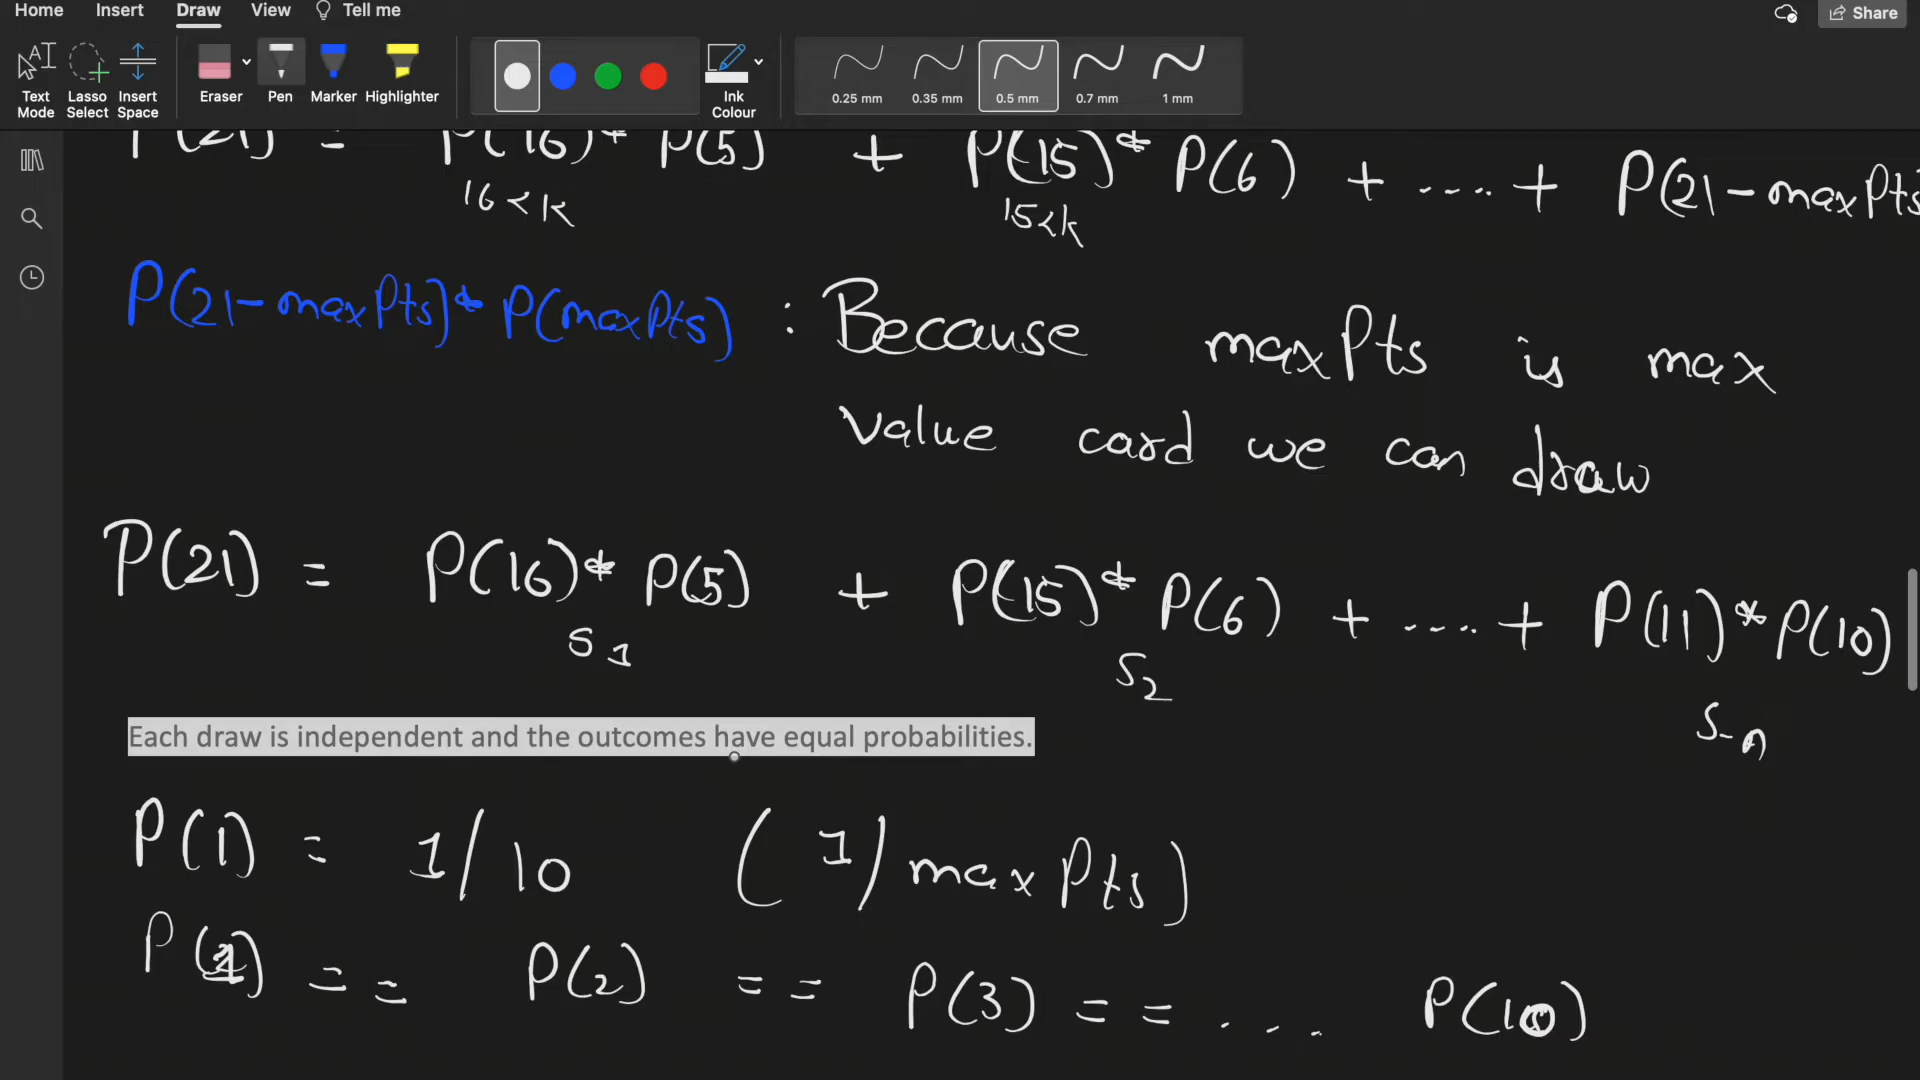 Home Insert Draw View Tell me Share
Text Mode Lasso Select Insert Space Eraser Pen Marker Highlighter Ink Colour 0.25 mm 0.35 mm 0.5 mm 0.7 mm 1 mm
P(21) = P(16)* P(5) + P(15)* P(6) + .... + P(21-maxPts
16<k 15<k
P(21-maxPts)* P(maxPts) : Because maxPts is max
value card we can draw
P(21) = P(16)* P(5) + P(15)* P(6) + .... + P(11)*P(10)
S1 S2 S-n
Each draw is independent and the outcomes have equal probabilities.
P(1) = 1/10 (1/maxPts)
P(1) == P(2) == P(3) == ... P(10)